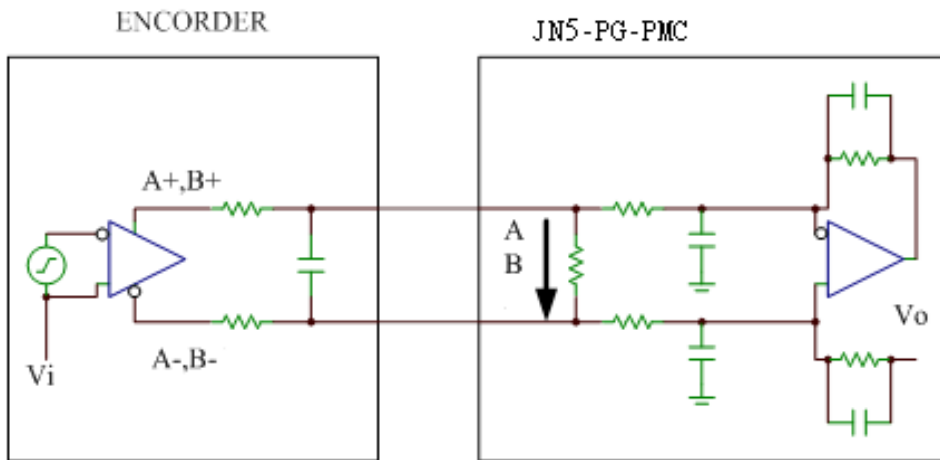 ENCORDER
JN5-PG-PMC
A+,B+
A
B
Vo
A-,B-
Vi